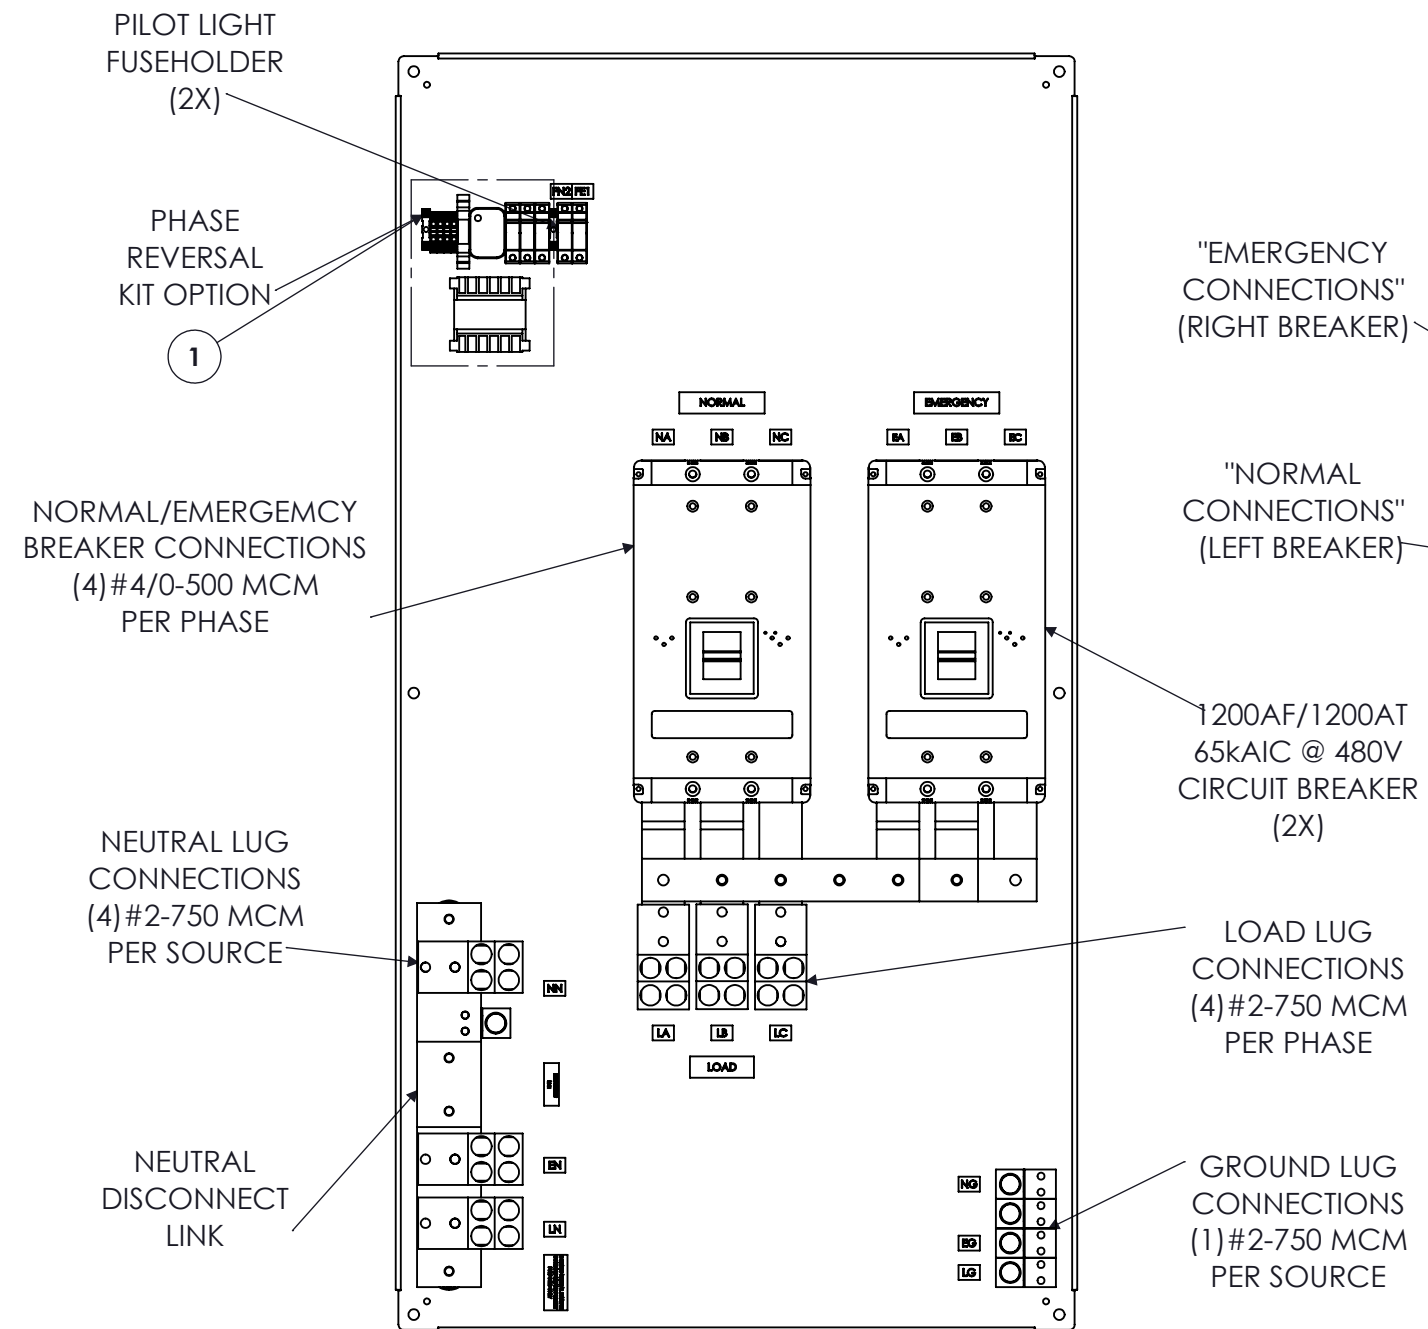 PILOT LIGHT
FUSEHOLDER
(2X)
PHASE
REVERSAL
KIT OPTION
1
FN2 FE1
"EMERGENCY
CONNECTIONS"
(RIGHT BREAKER)
NORMAL
EMERGENCY
NA NB NC
EA EB EC
"NORMAL
CONNECTIONS"
(LEFT BREAKER)
NORMAL/EMERGEMCY
BREAKER CONNECTIONS
(4)#4/0-500 MCM
PER PHASE
1200AF/1200AT
65kAIC @ 480V
CIRCUIT BREAKER
(2X)
NEUTRAL LUG
CONNECTIONS
(4)#2-750 MCM
PER SOURCE
LOAD LUG
CONNECTIONS
(4)#2-750 MCM
PER PHASE
NN
LA LB LC
LOAD
NEUTRAL
DISCONNECT
LINK
EN
LN
NG
EG
LG
GROUND LUG
CONNECTIONS
(1)#2-750 MCM
PER SOURCE